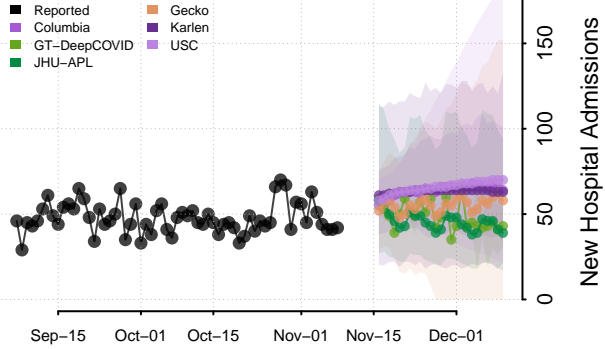 Reported
Columbia
GT−DeepCOVID
JHU−APL
Gecko
Karlen
USC
150
100
50
0
New Hospital Admissions
Sep−15
Oct−01
Oct−15
Nov−01
Nov−15
Dec−01